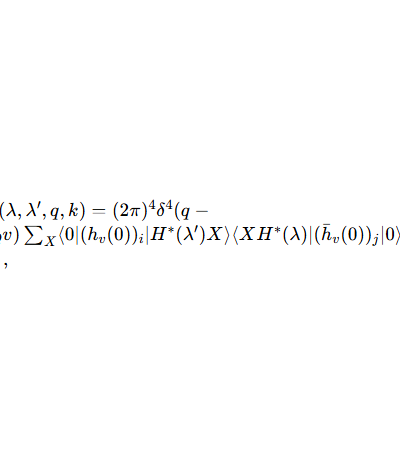 (λ, λ′, q, k) = (2π)⁴δ⁴(q −
v) ∑_X⟨0|(h_v(0))_i|H*(λ′)X⟩⟨XH*(λ)|(h̄_v(0))_j|0⟩
,